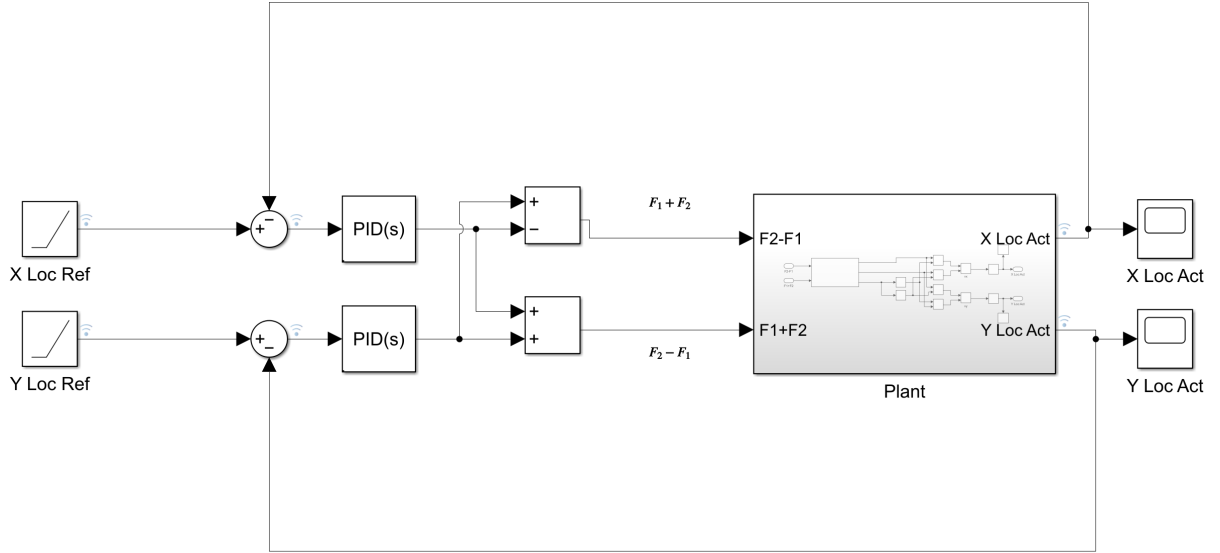 X Loc Ref
Y Loc Ref
−
+
+
−
PID(s)
PID(s)
+
−
+
+
F₁ + F₂
F₂ − F₁
F2-F1
F1+F2
X Loc Act
Y Loc Act
Plant
X Loc Act
Y Loc Act